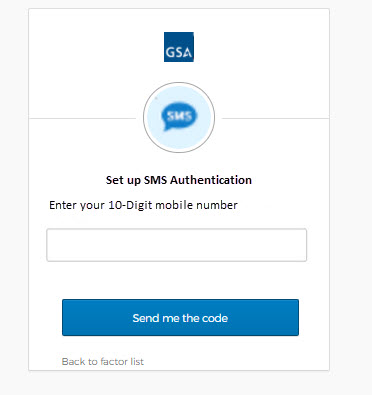 GSA
SMS
Set up SMS Authentication
Enter your 10-Digit mobile number
Send me the code
Back to factor list